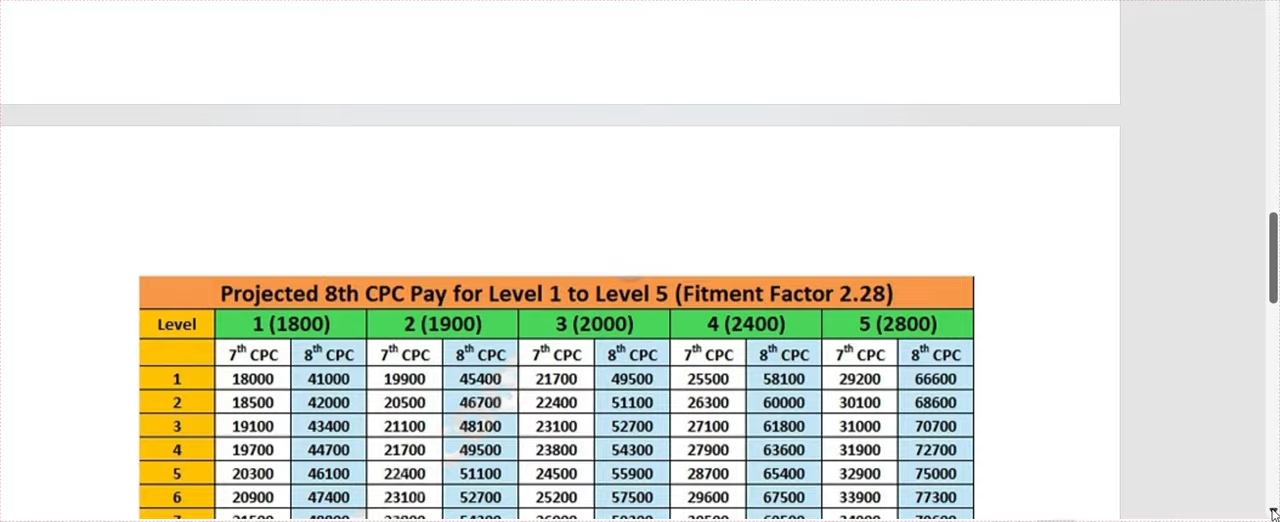 Projected 8th CPC Pay for Level 1 to Level 5 (Fitment Factor 2.28)
Level 1 (1800) 2 (1900) 3 (2000) 4 (2400) 5 (2800)
7th CPC 8th CPC 7th CPC 8th CPC 7th CPC 8th CPC 7th CPC 8th CPC 7th CPC 8th CPC
1 18000 41000 19900 45400 21700 49500 25500 58100 29200 66600
2 18500 42000 20500 46700 22400 51100 26300 60000 30100 68600
3 19100 43400 21100 48100 23100 52700 27100 61800 31000 70700
4 19700 44700 21700 49500 23800 54300 27900 63600 31900 72700
5 20300 46100 22400 51100 24500 55900 28700 65400 32900 75000
6 20900 47400 23100 52700 25200 57500 29600 67500 33900 77300